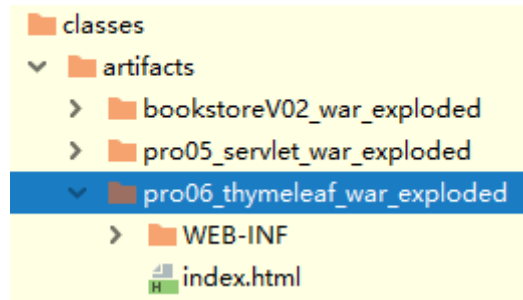 classes
artifacts
bookstoreV02_war_exploded
pro05_servlet_war_exploded
pro06_thymeleaf_war_exploded
WEB-INF
index.html